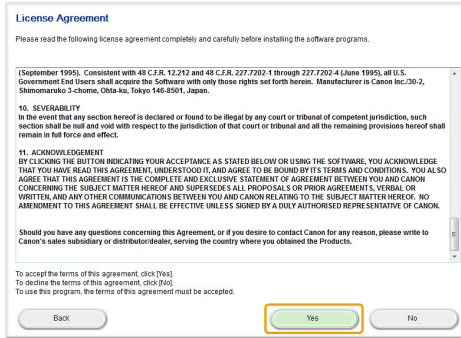 License Agreement
Please read the following license agreement completely and carefully before installing the software programs.
(September 1995). Consistent with 48 C.F.R. 12.212 and 48 C.F.R. 227.7202-1 through 227.7202-4 (June 1995), all U.S.
Government End Users shall acquire the Software with only those rights set forth herein. Manufacturer is Canon Inc./30-2,
Shimomaruko 3-chome, Ohta-ku, Tokyo 146-8501, Japan.
10. SEVERABILITY
In the event that any section hereof is declared or found to be illegal by any court or tribunal of competent jurisdiction, such
section shall be null and void with respect to the jurisdiction of that court or tribunal and all the remaining provisions hereof shall
remain in full force and effect.
11. ACKNOWLEDGEMENT
BY CLICKING THE BUTTON INDICATING YOUR ACCEPTANCE AS STATED BELOW OR USING THE SOFTWARE, YOU ACKNOWLEDGE
THAT YOU HAVE READ THIS AGREEMENT, UNDERSTOOD IT, AND AGREE TO BE BOUND BY ITS TERMS AND CONDITIONS. YOU ALSO
AGREE THAT THIS AGREEMENT IS THE COMPLETE AND EXCLUSIVE STATEMENT OF AGREEMENT BETWEEN YOU AND CANON
CONCERNING THE SUBJECT MATTER HEREOF AND SUPERSEDES ALL PROPOSALS OR PRIOR AGREEMENTS, VERBAL OR
WRITTEN, AND ANY OTHER COMMUNICATIONS BETWEEN YOU AND CANON RELATING TO THE SUBJECT MATTER HEREOF. NO
AMENDMENT TO THIS AGREEMENT SHALL BE EFFECTIVE UNLESS SIGNED BY A DULY AUTHORISED REPRESENTATIVE OF CANON.
Should you have any questions concerning this Agreement, or if you desire to contact Canon for any reason, please write to
Canon's sales subsidiary or distributor/dealer, serving the country where you obtained the Products.
To accept the terms of this agreement, click [Yes].
To decline the terms of this agreement, click [No].
To use this program, the terms of this agreement must be accepted.
Back
Yes
No